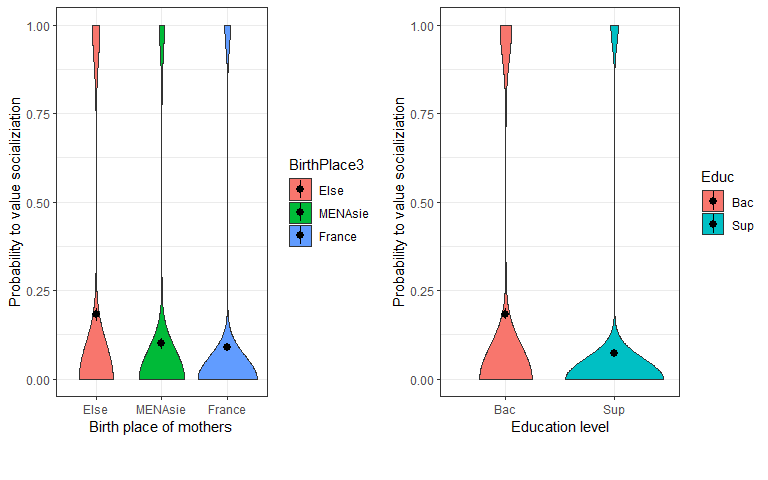 Probability to value socializiation
1.00
0.75
0.50
0.25
0.00
Else MENAsie France
Birth place of mothers
BirthPlace3
Else
MENAsie
France
Probability to value socializiation
1.00
0.75
0.50
0.25
0.00
Bac Sup
Education level
Educ
Bac
Sup